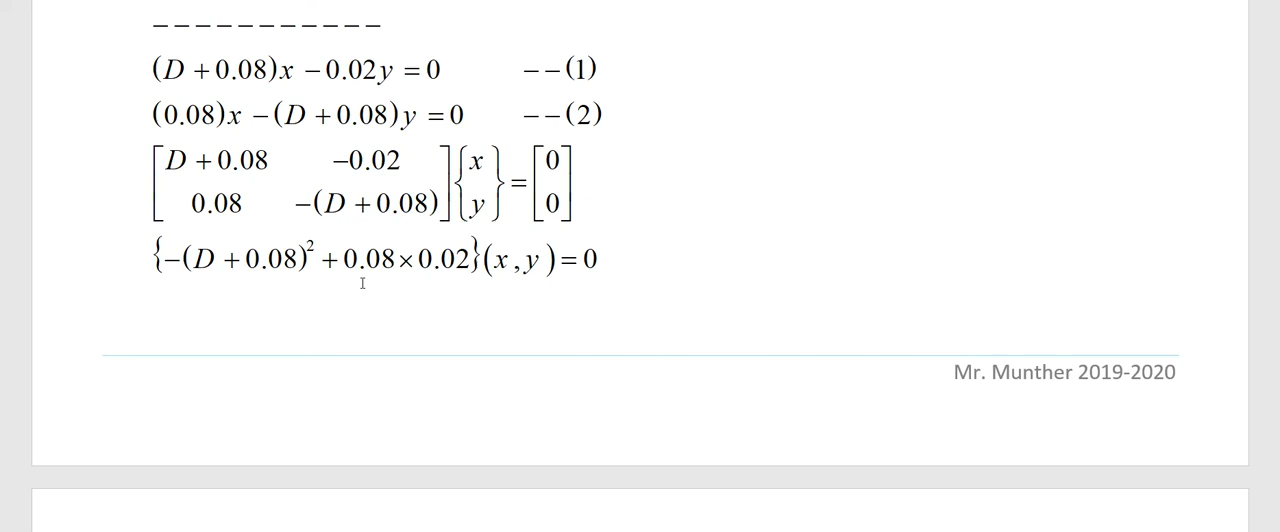 − − − − − − − − − − −
(D + 0.08)x − 0.02y = 0 − − (1)
(0.08)x − (D + 0.08)y = 0 − − (2)
[D + 0.08 −0.02] {x} = [0]
[0.08 −(D + 0.08)] {y} [0]
{−(D + 0.08)² + 0.08 × 0.02}(x, y) = 0
Mr. Munther 2019-2020